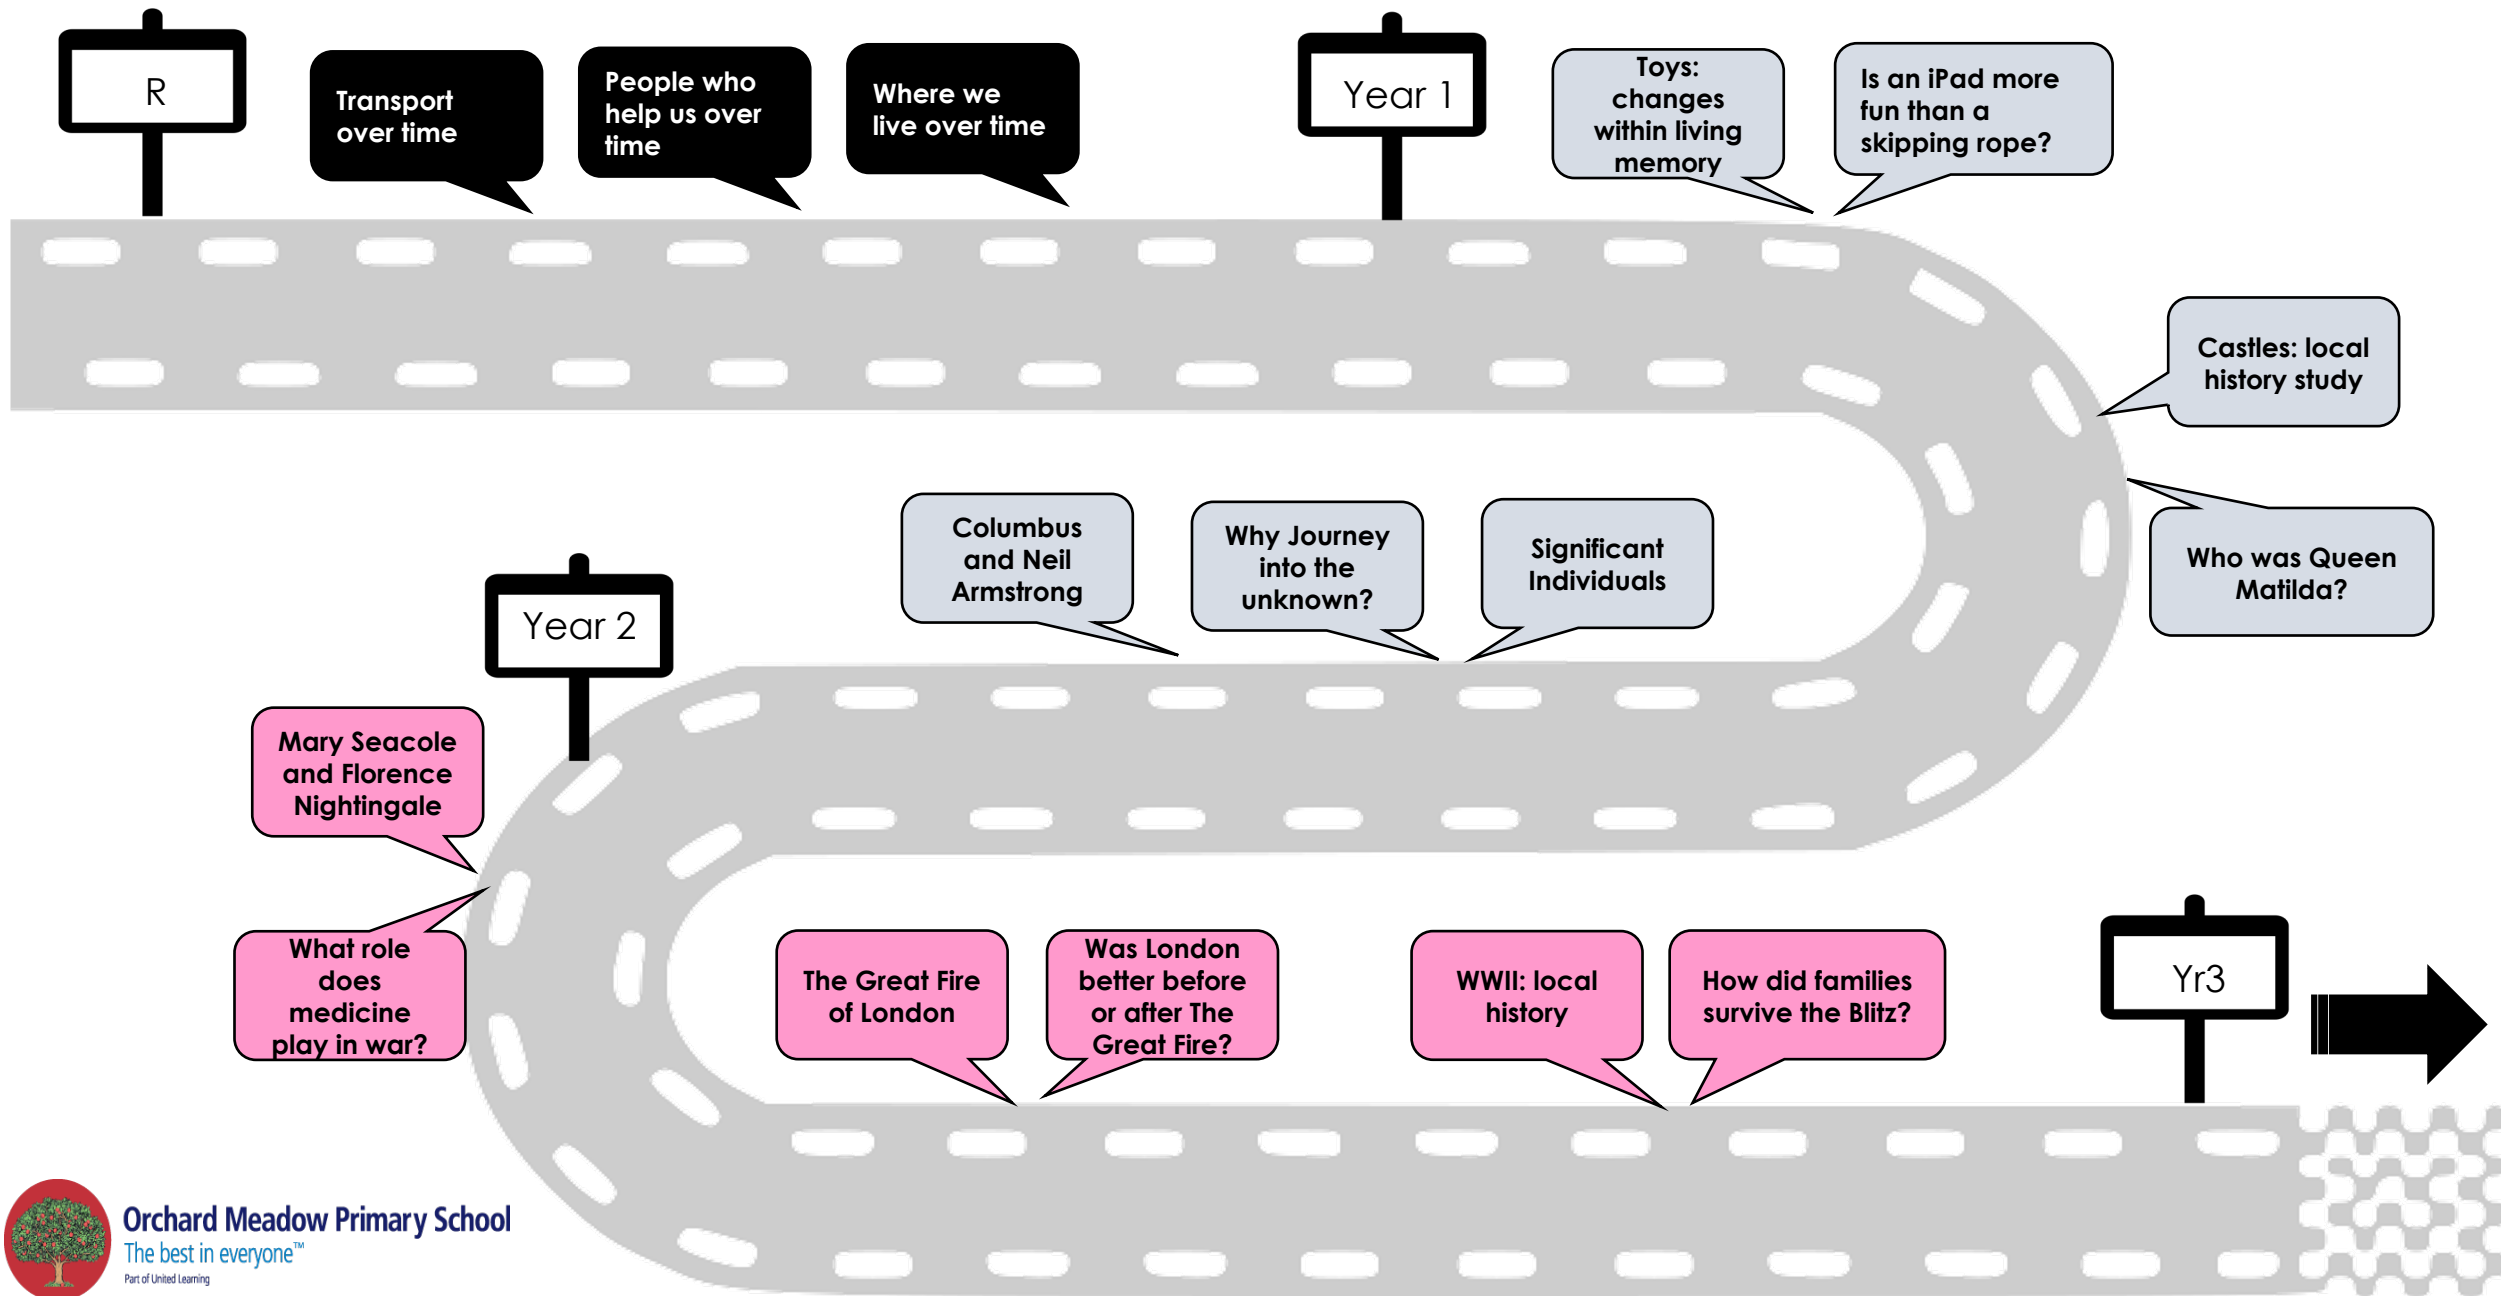 R
Transport
over time
People who
help us over
time
Where we
live over time
Year 1
Toys:
changes
within living
memory
Is an iPad more
fun than a
skipping rope?
Castles: local
history study
Who was Queen
Matilda?
Significant
Individuals
Why Journey
into the
unknown?
Columbus
and Neil
Armstrong
Year 2
Mary Seacole
and Florence
Nightingale
What role
does
medicine
play in war?
The Great Fire
of London
Was London
better before
or after The
Great Fire?
WWII: local
history
How did families
survive the Blitz?
Yr3
Orchard Meadow Primary School
The best in everyone™
Part of United Learning